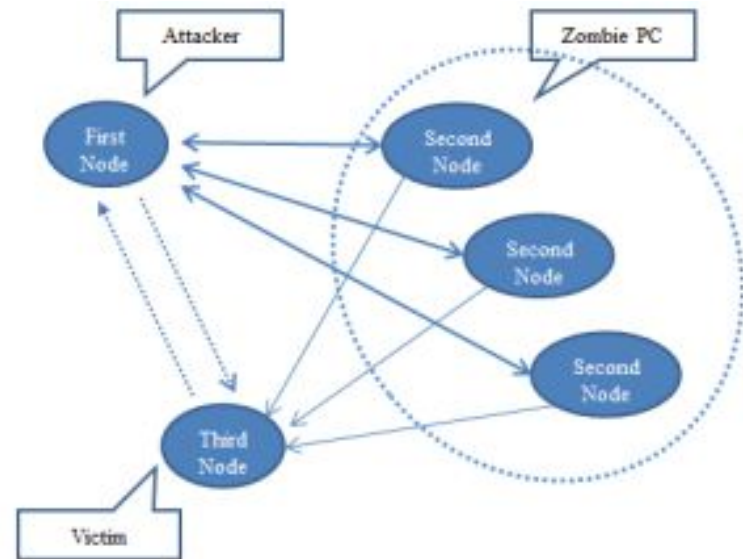 Attacker
Zombie PC
First
Node
Second
Node
Second
Node
Second
Node
Third
Node
Victim